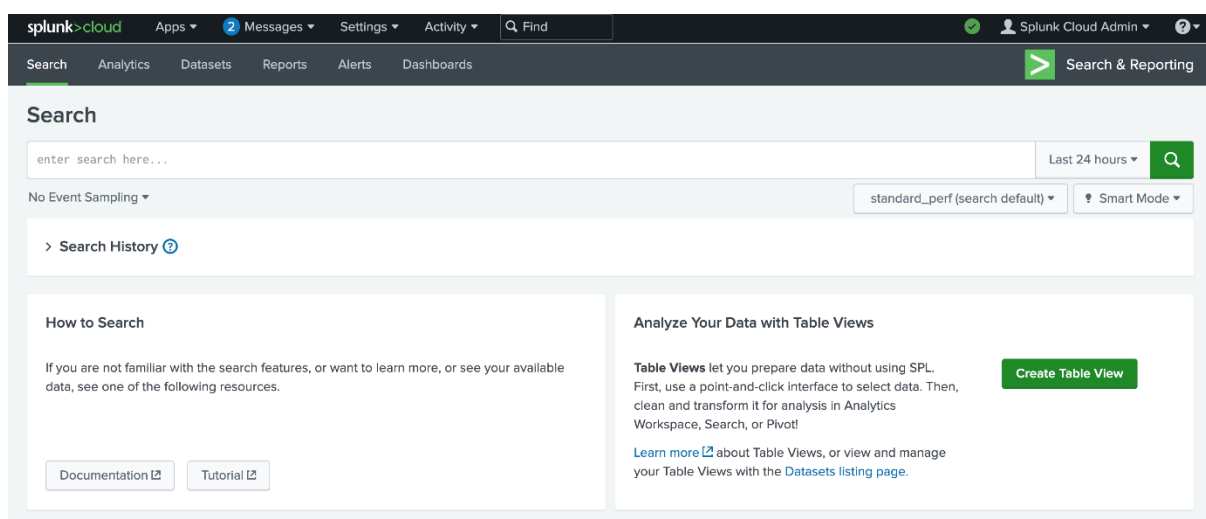 splunk>cloud Apps 2 Messages Settings Activity Find Splunk Cloud Admin ?
Search Analytics Datasets Reports Alerts Dashboards > Search & Reporting
Search
enter search here... Last 24 hours
No Event Sampling standard_perf (search default) Smart Mode
> Search History ?
How to Search
If you are not familiar with the search features, or want to learn more, or see your available
data, see one of the following resources.
Documentation Tutorial
Analyze Your Data with Table Views
Table Views let you prepare data without using SPL.
First, use a point-and-click interface to select data. Then,
clean and transform it for analysis in Analytics
Workspace, Search, or Pivot!
Create Table View
Learn more about Table Views, or view and manage
your Table Views with the Datasets listing page.